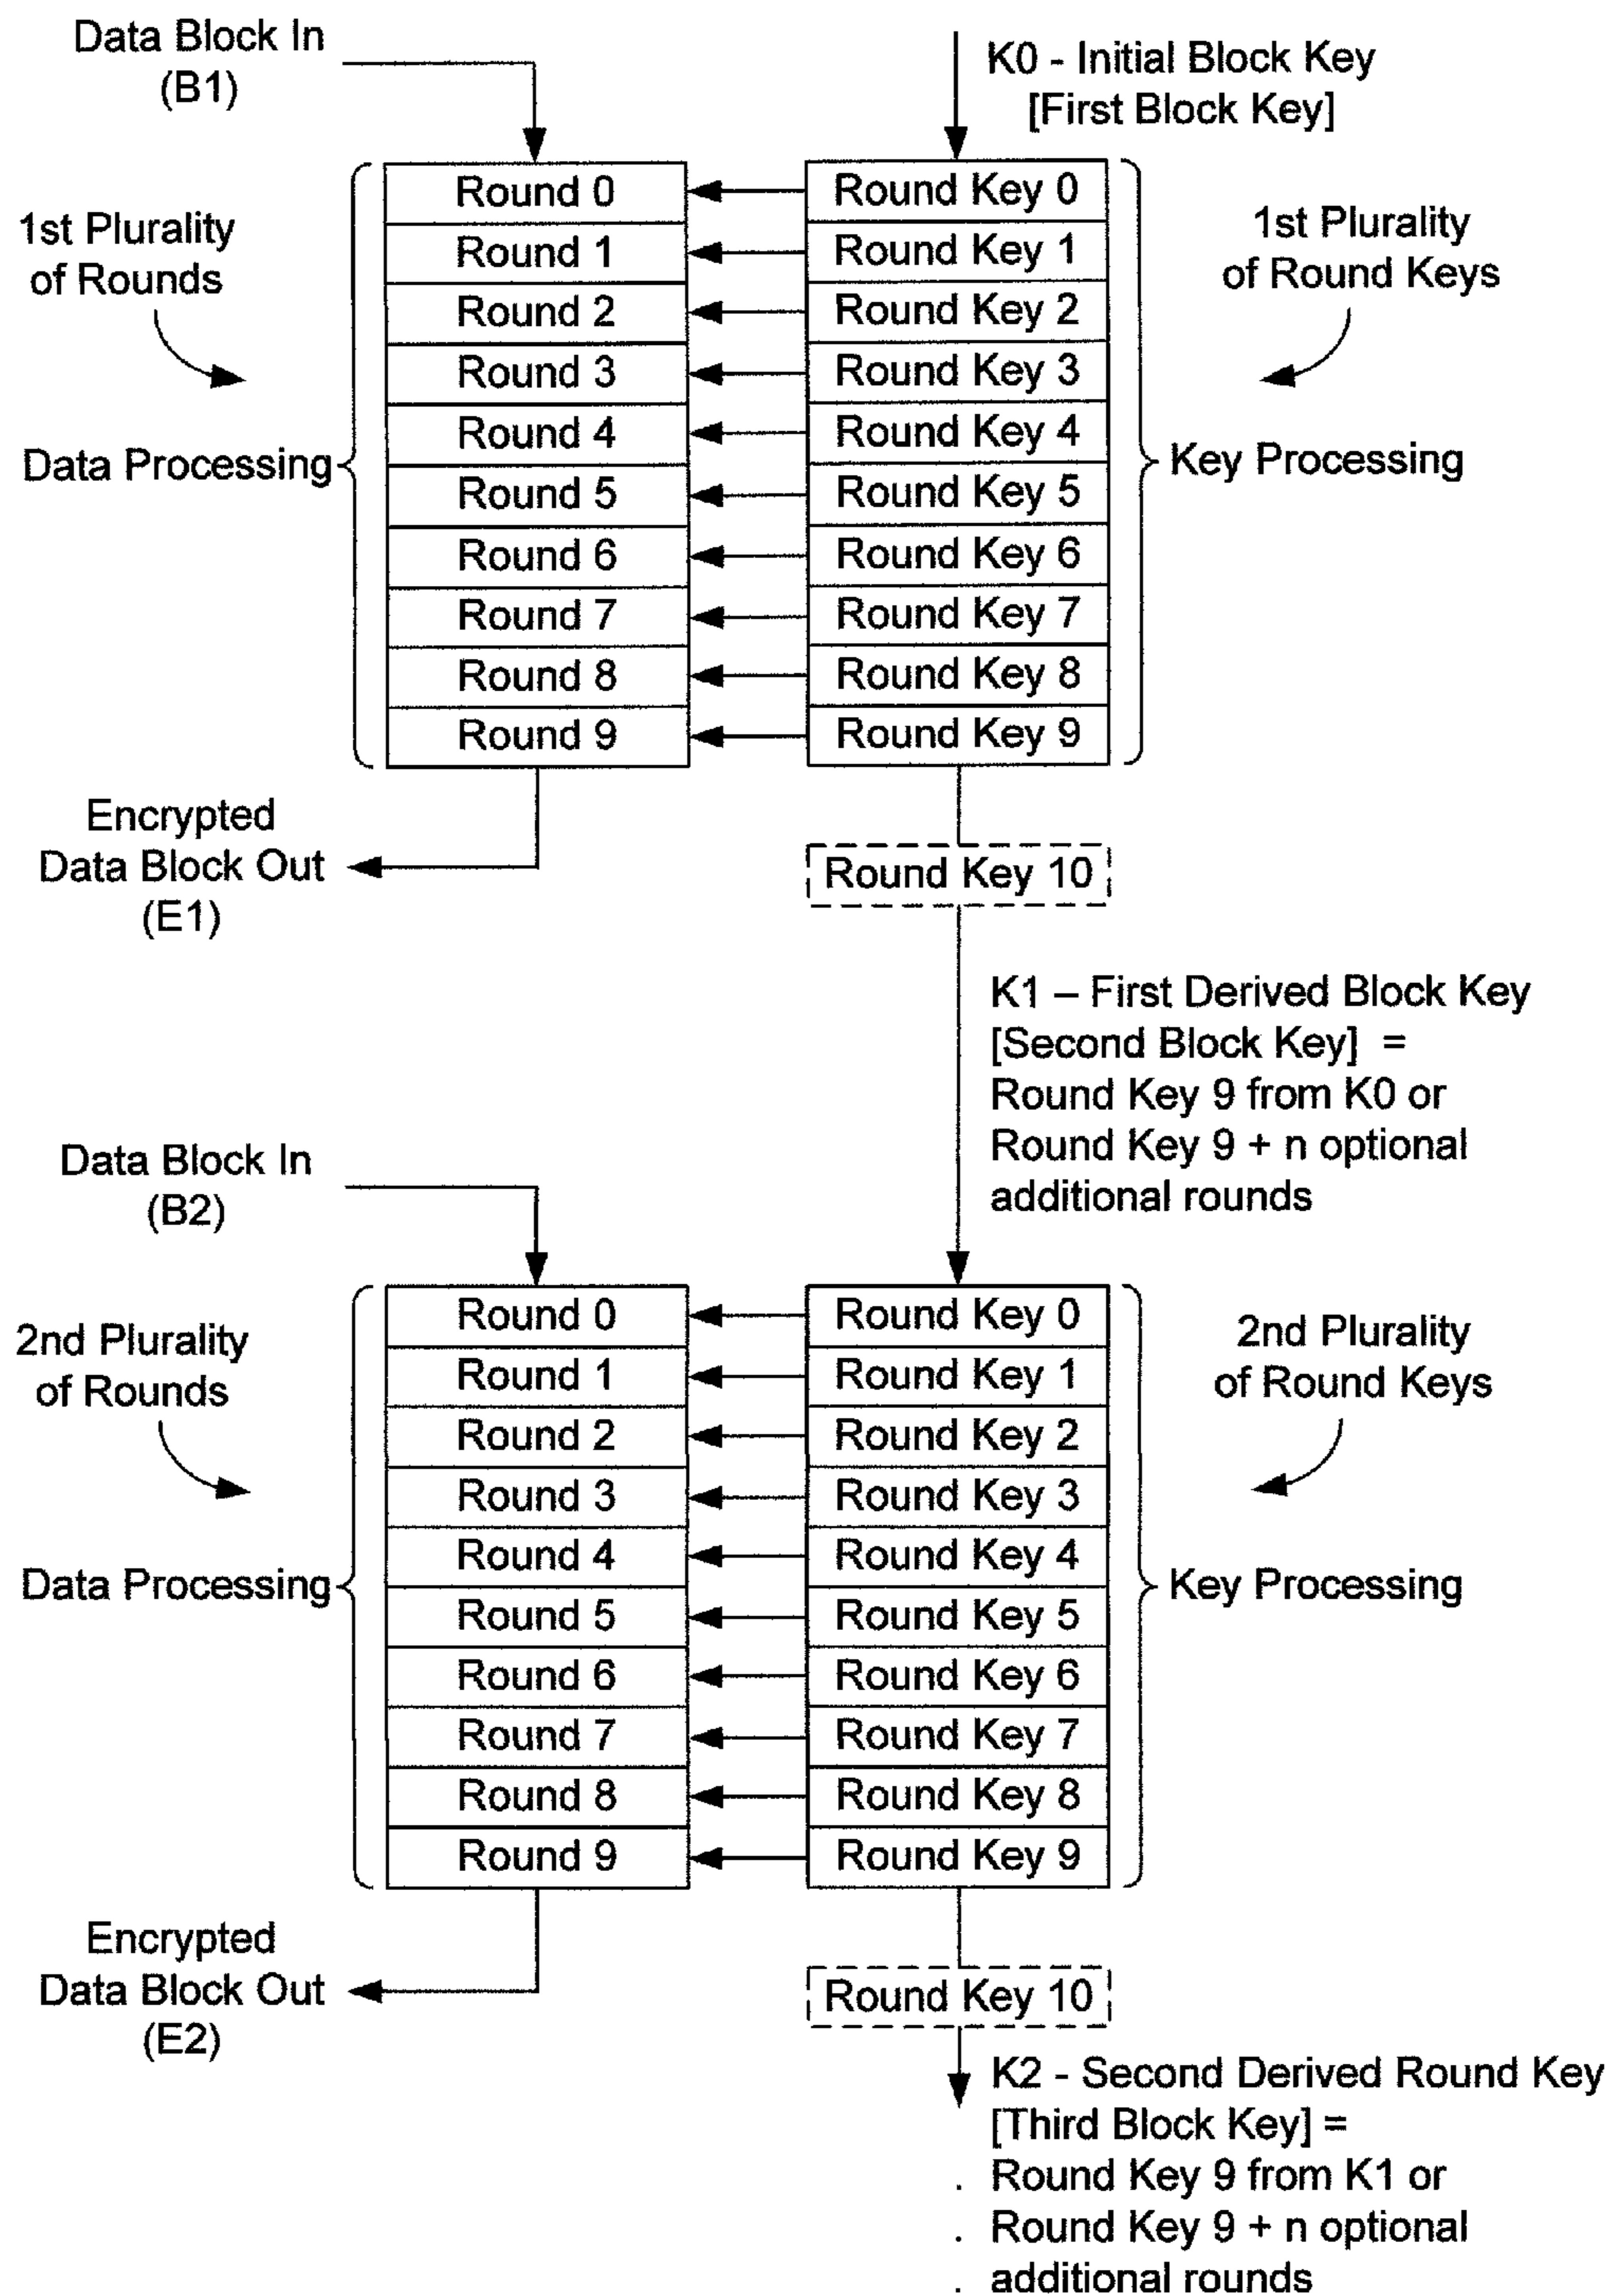 Data Block In
(B1)
K0 - Initial Block Key
[First Block Key]
1st Plurality
of Rounds
Data Processing
Round 0
Round 1
Round 2
Round 3
Round 4
Round 5
Round 6
Round 7
Round 8
Round 9
Round Key 0
Round Key 1
Round Key 2
Round Key 3
Round Key 4
Round Key 5
Round Key 6
Round Key 7
Round Key 8
Round Key 9
1st Plurality
of Round Keys
Key Processing
Encrypted
Data Block Out
(E1)
Round Key 10
K1 – First Derived Block Key
[Second Block Key] =
Round Key 9 from K0 or
Round Key 9 + n optional
additional rounds
Data Block In
(B2)
2nd Plurality
of Rounds
Data Processing
Round 0
Round 1
Round 2
Round 3
Round 4
Round 5
Round 6
Round 7
Round 8
Round 9
Round Key 0
Round Key 1
Round Key 2
Round Key 3
Round Key 4
Round Key 5
Round Key 6
Round Key 7
Round Key 8
Round Key 9
2nd Plurality
of Round Keys
Key Processing
Encrypted
Data Block Out
(E2)
Round Key 10
K2 - Second Derived Round Key
[Third Block Key] =
. Round Key 9 from K1 or
. Round Key 9 + n optional
. additional rounds